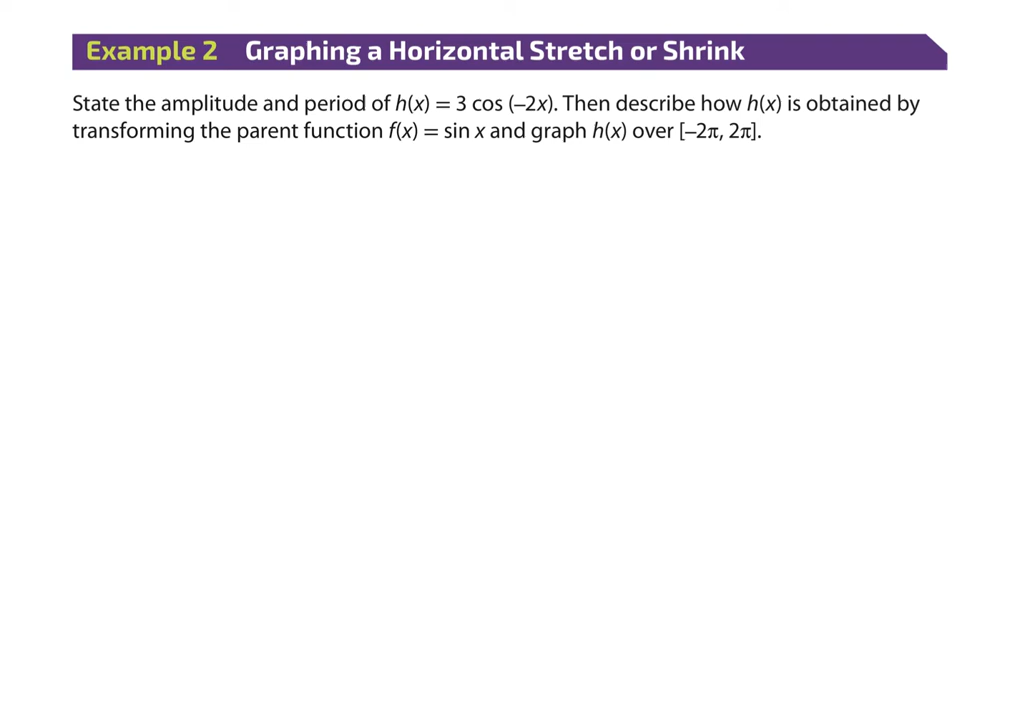 Example 2 Graphing a Horizontal Stretch or Shrink
State the amplitude and period of h(x) = 3 cos (–2x). Then describe how h(x) is obtained by
transforming the parent function f(x) = sin x and graph h(x) over [–2π, 2π].